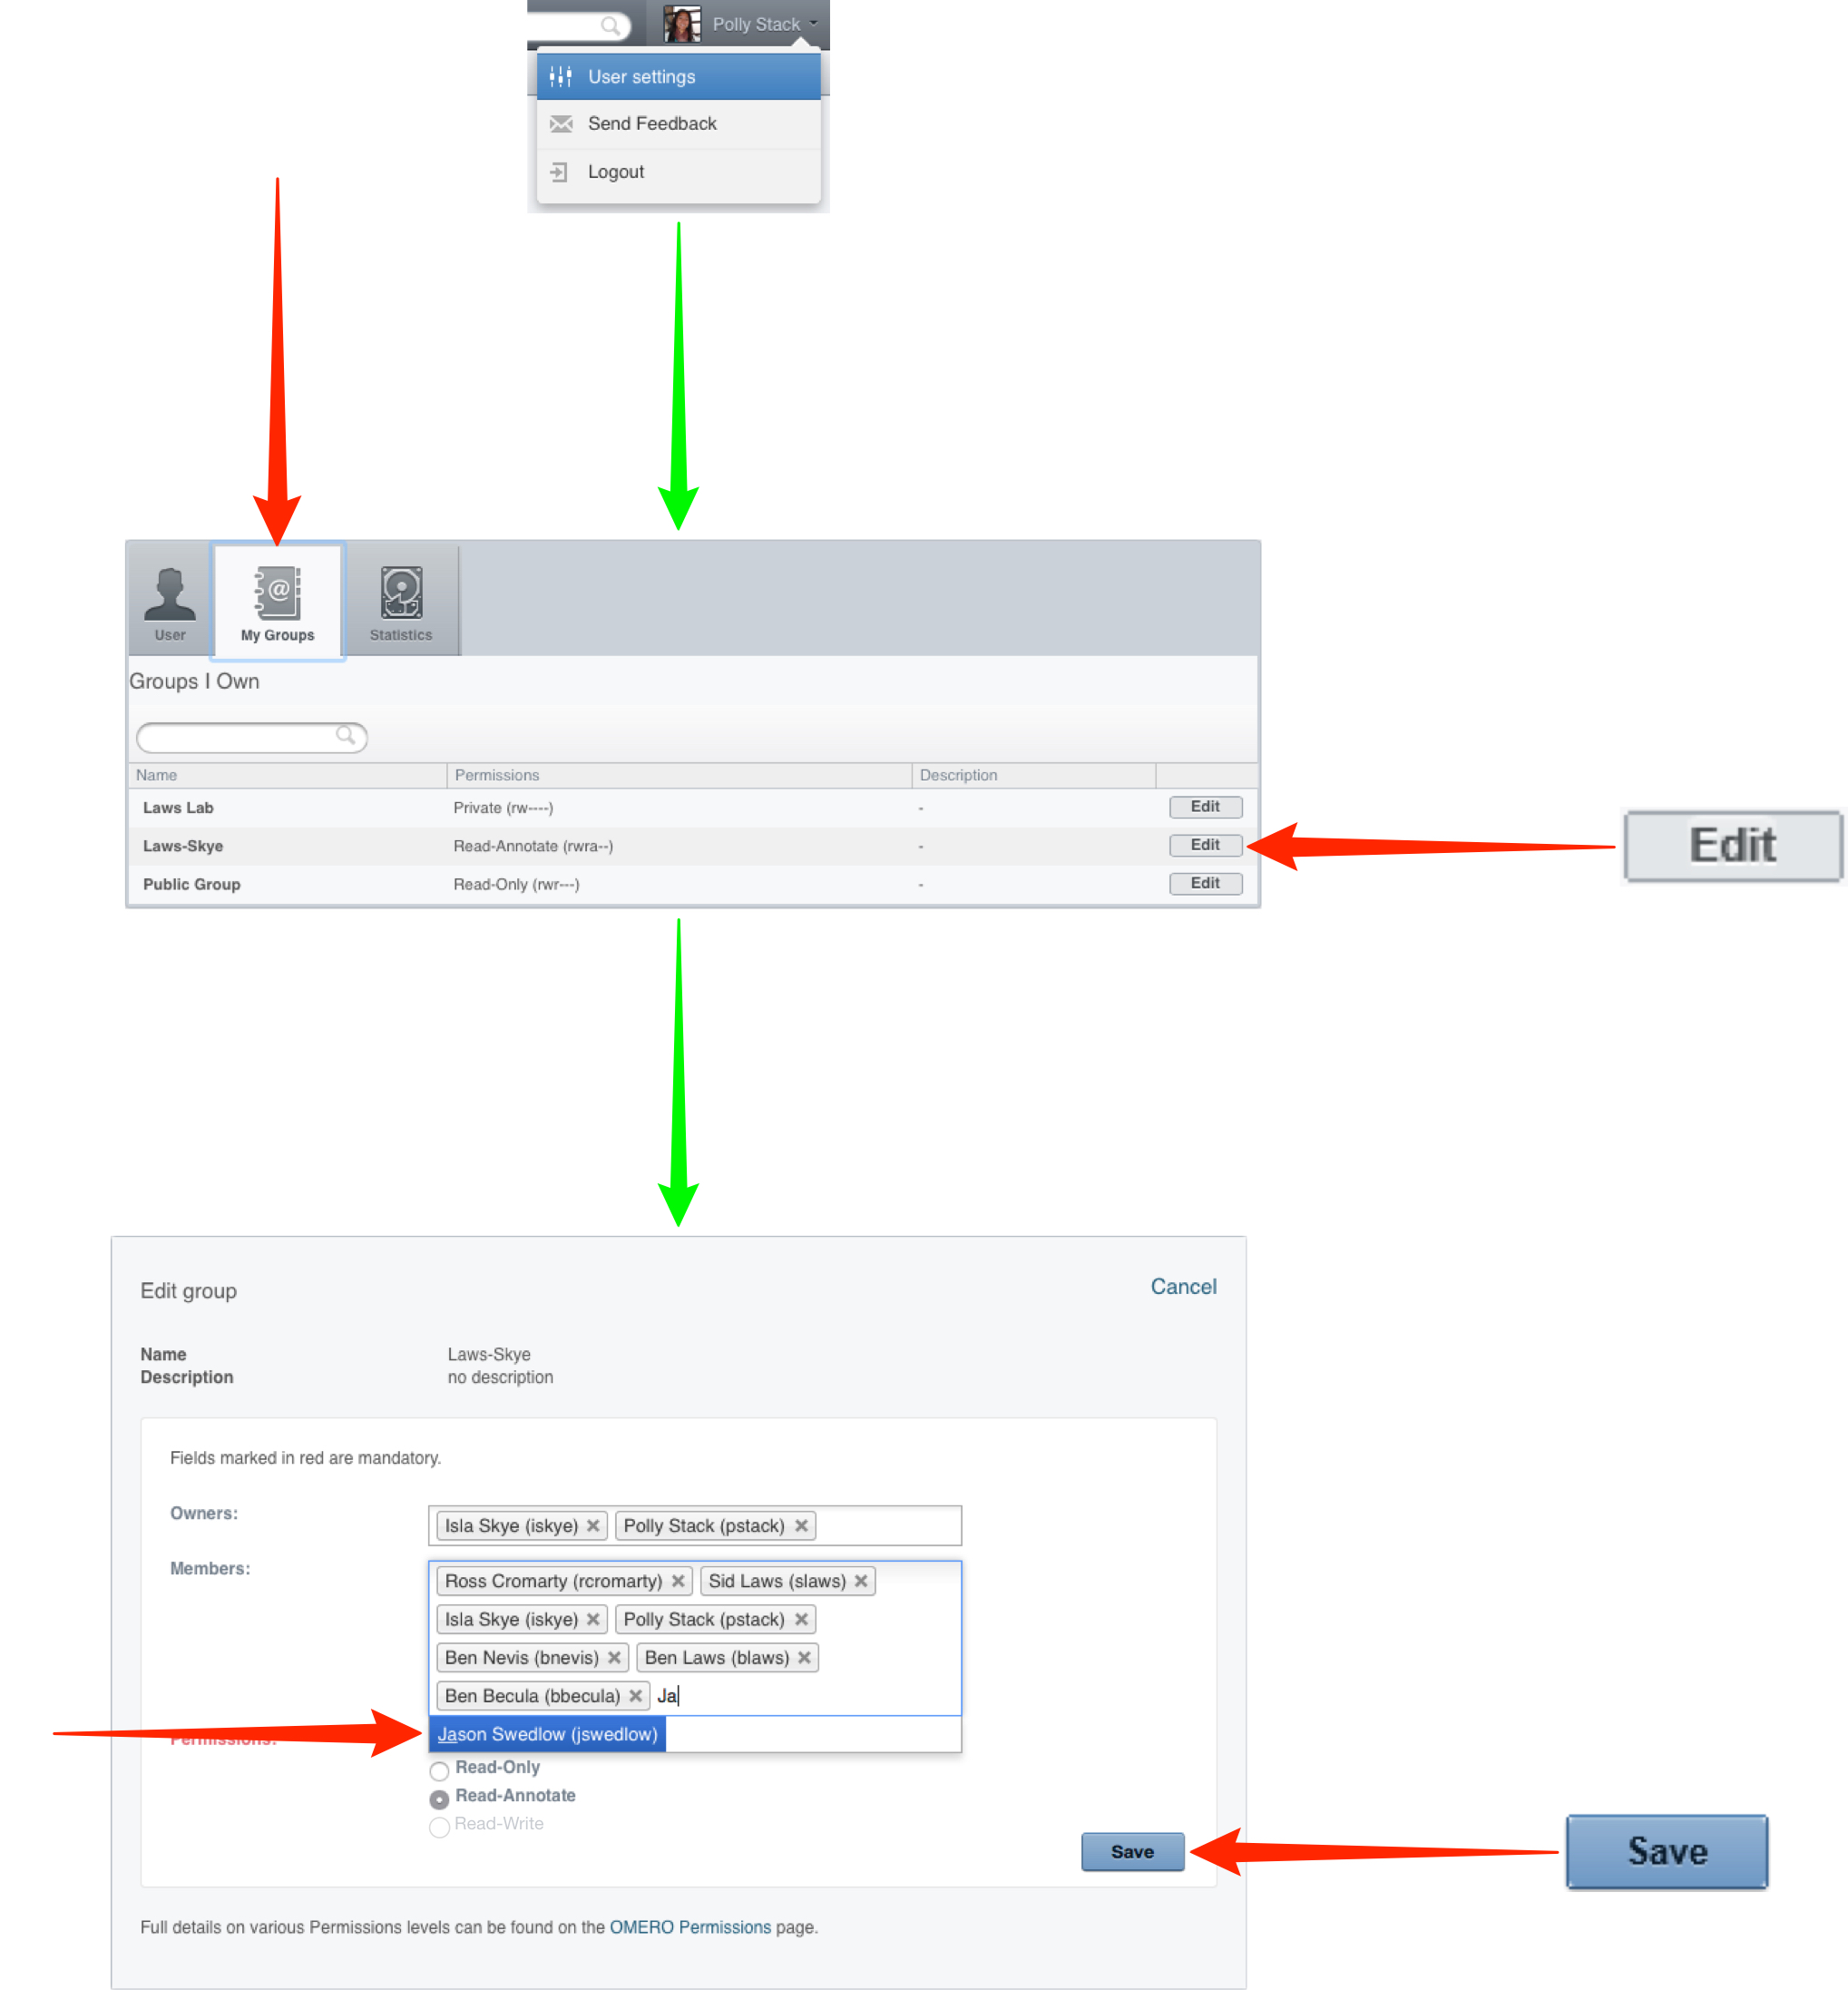 Polly Stack
User settings
Send Feedback
Logout
User
My Groups
Statistics
Groups I Own
Name Permissions Description
Laws Lab Private (rw----) - Edit
Laws-Skye Read-Annotate (rwra--) - Edit
Edit
Public Group Read-Only (rwr---) - Edit
Edit group Cancel
Name Laws-Skye
Description no description
Fields marked in red are mandatory.
Owners: Isla Skye (iskye) Polly Stack (pstack)
Members: Ross Cromarty (rcromarty) Sid Laws (slaws)
Isla Skye (iskye) Polly Stack (pstack)
Ben Nevis (bnevis) Ben Laws (blaws)
Ben Becula (bbecula) Ja
Permissions: Jason Swedlow (jswedlow)
Read-Only
Read-Annotate
Read-Write
Save
Save
Full details on various Permissions levels can be found on the OMERO Permissions page.